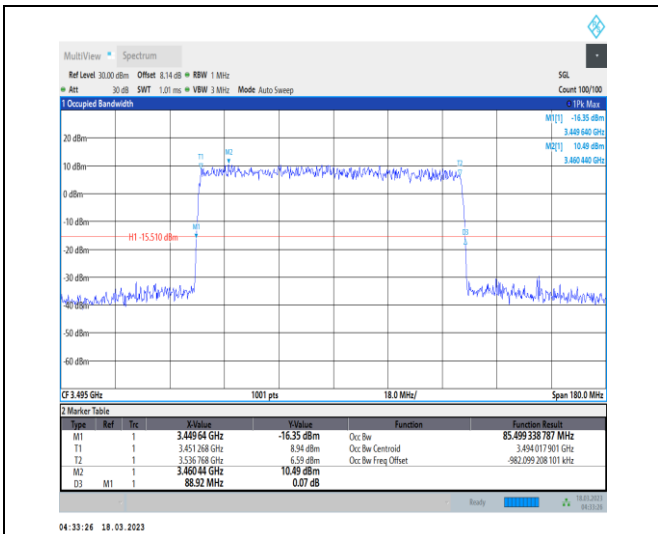 MultiView Spectrum
Ref Level 30.00 dBm Offset 8.14 dB RBW 1 MHz SGL
Att 30 dB SWT 1.01 ms VBW 3 MHz Mode Auto Sweep Count 100/100
1 Occupied Bandwidth 1Pk Max
M1[1] -16.35 dBm
3.449 640 GHz
M2[1] 10.49 dBm
3.460 440 GHz
20 dBm
T1 M2 T2
10 dBm
0 dBm
-10 dBm
M1 D3
H1 -15.510 dBm
-20 dBm
-30 dBm
-40 dBm
-50 dBm
-60 dBm
CF 3.495 GHz 1001 pts 18.0 MHz/ Span 180.0 MHz
2 Marker Table
Type Ref Trc X-Value Y-Value Function Function Result
M1 1 3.449 64 GHz -16.35 dBm Occ Bw 85.499 338 787 MHz
T1 1 3.451 268 GHz 8.94 dBm Occ Bw Centroid 3.494 017 901 GHz
T2 1 3.536 768 GHz 6.59 dBm Occ Bw Freq Offset -982.099 208 101 kHz
M2 1 3.460 44 GHz 10.49 dBm
D3 M1 1 88.92 MHz 0.07 dB
Ready 18.03.2023
04:33:26
04:33:26 18.03.2023